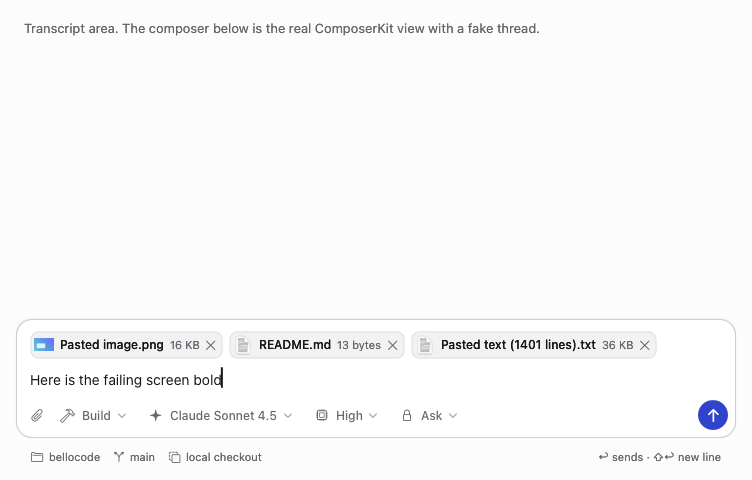 Transcript area. The composer below is the real ComposerKit view with a fake thread.
Pasted image.png 16 KB README.md 13 bytes Pasted text (1401 lines).txt 36 KB
Here is the failing screen bold
Build Claude Sonnet 4.5 High Ask
bellocode main local checkout ↩ sends · ⇧↩ new line